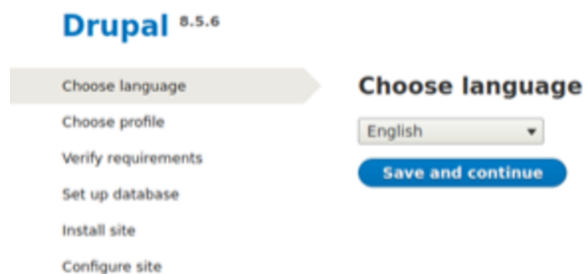 Drupal 8.5.6
Choose language
Choose profile
Verify requirements
Set up database
Install site
Configure site
Choose language
English
Save and continue